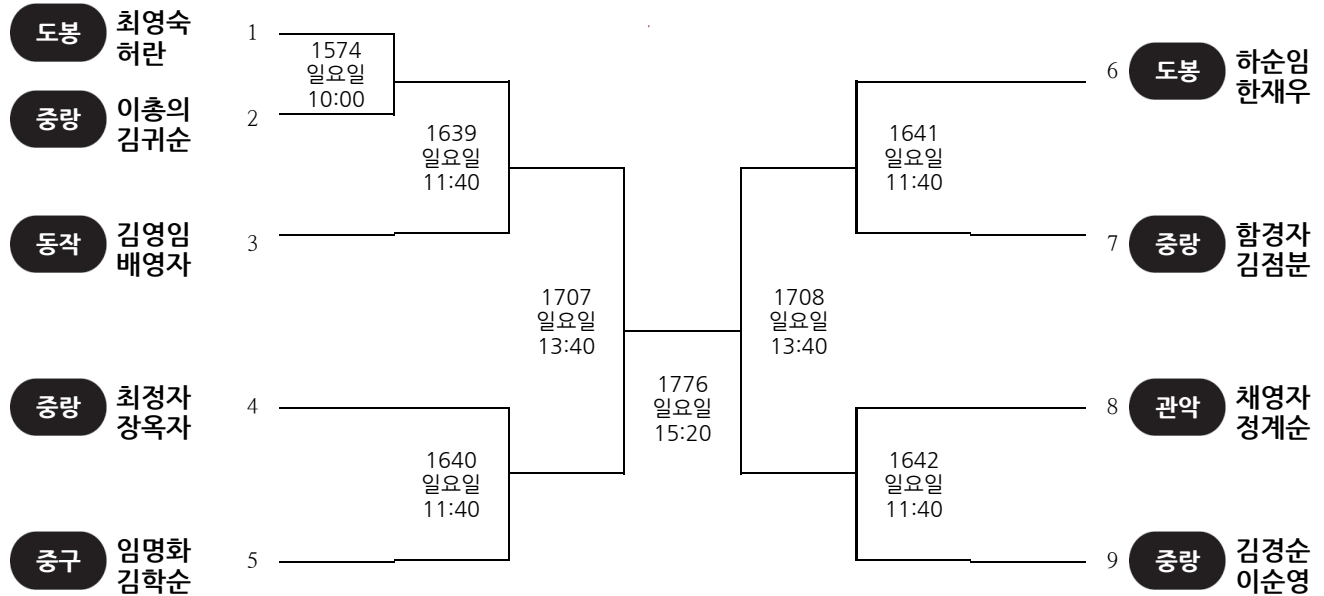 도봉 최영숙 허란 1
중랑 이총의 김귀순 2
1574
일요일
10:00
1639
일요일
11:40
동작 김영임 배영자 3
1707
일요일
13:40
중랑 최정자 장옥자 4
1640
일요일
11:40
중구 임명화 김학순 5
1776
일요일
15:20
6 도봉 하순임 한재우
1641
일요일
11:40
7 중랑 함경자 김점분
1708
일요일
13:40
8 관악 채영자 정계순
1642
일요일
11:40
9 중랑 김경순 이순영